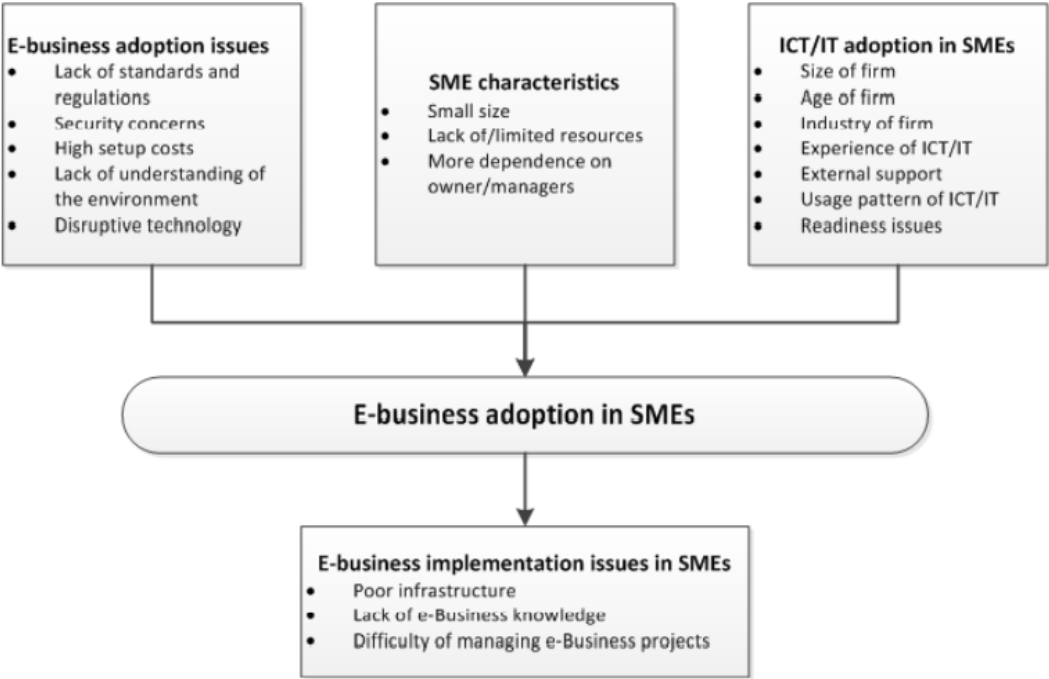 E-business adoption issues
• Lack of standards and
regulations
• Security concerns
• High setup costs
• Lack of understanding of
the environment
• Disruptive technology
SME characteristics
• Small size
• Lack of/limited resources
• More dependence on
owner/managers
ICT/IT adoption in SMEs
• Size of firm
• Age of firm
• Industry of firm
• Experience of ICT/IT
• External support
• Usage pattern of ICT/IT
• Readiness issues
E-business adoption in SMEs
E-business implementation issues in SMEs
• Poor infrastructure
• Lack of e-Business knowledge
• Difficulty of managing e-Business projects